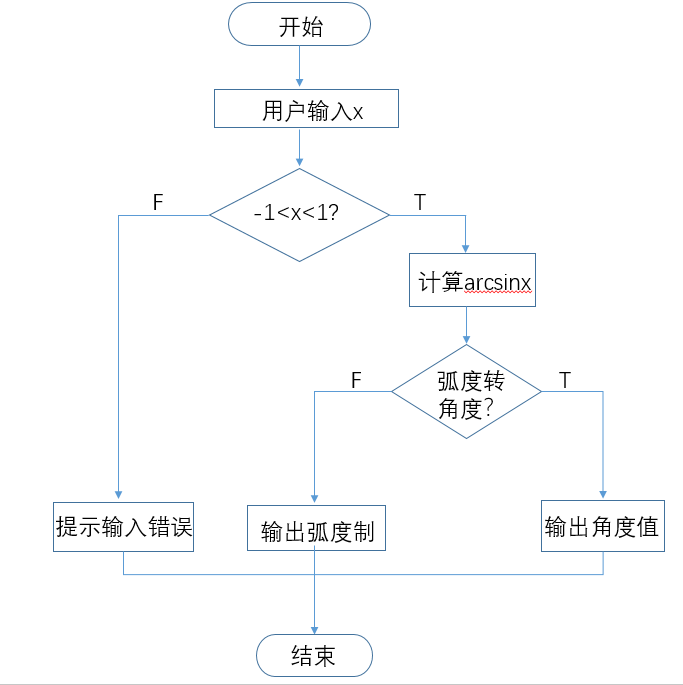 开始
用户输入x
-1<x<1?
F
T
计算arcsinx
弧度转
角度?
F
T
提示输入错误
输出弧度制
输出角度值
结束